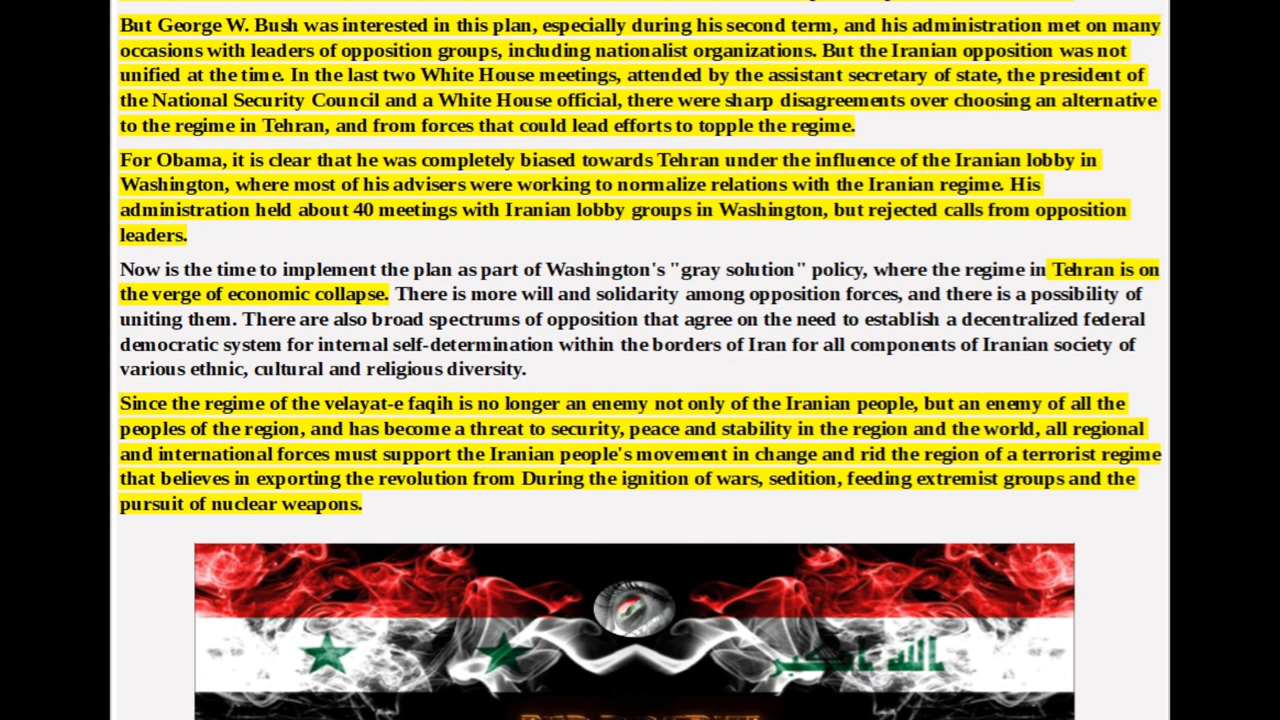 But George W. Bush was interested in this plan, especially during his second term, and his administration met on many
occasions with leaders of opposition groups, including nationalist organizations. But the Iranian opposition was not
unified at the time. In the last two White House meetings, attended by the assistant secretary of state, the president of
the National Security Council and a White House official, there were sharp disagreements over choosing an alternative
to the regime in Tehran, and from forces that could lead efforts to topple the regime.
For Obama, it is clear that he was completely biased towards Tehran under the influence of the Iranian lobby in
Washington, where most of his advisers were working to normalize relations with the Iranian regime. His
administration held about 40 meetings with Iranian lobby groups in Washington, but rejected calls from opposition
leaders.
Now is the time to implement the plan as part of Washington's "gray solution" policy, where the regime in Tehran is on
the verge of economic collapse. There is more will and solidarity among opposition forces, and there is a possibility of
uniting them. There are also broad spectrums of opposition that agree on the need to establish a decentralized federal
democratic system for internal self-determination within the borders of Iran for all components of Iranian society of
various ethnic, cultural and religious diversity.
Since the regime of the velayat-e faqih is no longer an enemy not only of the Iranian people, but an enemy of all the
peoples of the region, and has become a threat to security, peace and stability in the region and the world, all regional
and international forces must support the Iranian people's movement in change and rid the region of a terrorist regime
that believes in exporting the revolution from During the ignition of wars, sedition, feeding extremist groups and the
pursuit of nuclear weapons.
الله اكبر